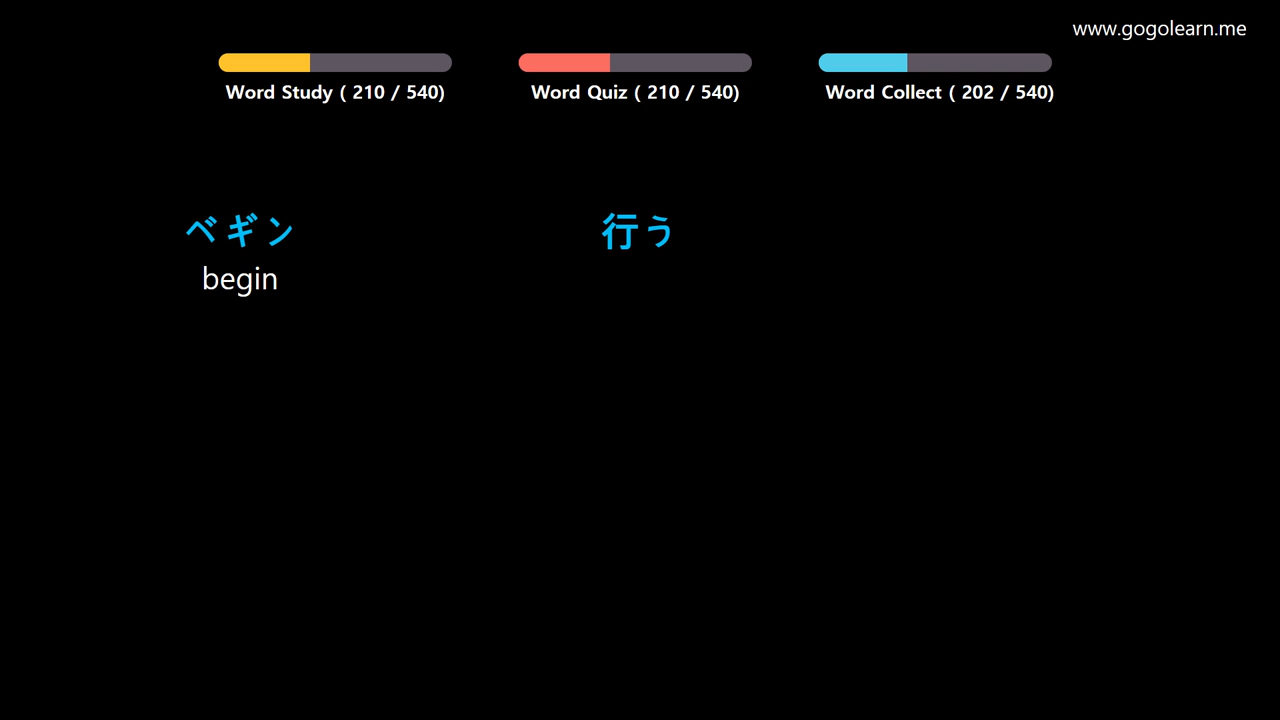 www.gogolearn.me
Word Study ( 210 / 540)
Word Quiz ( 210 / 540)
Word Collect ( 202 / 540)
ベギン
begin
行う